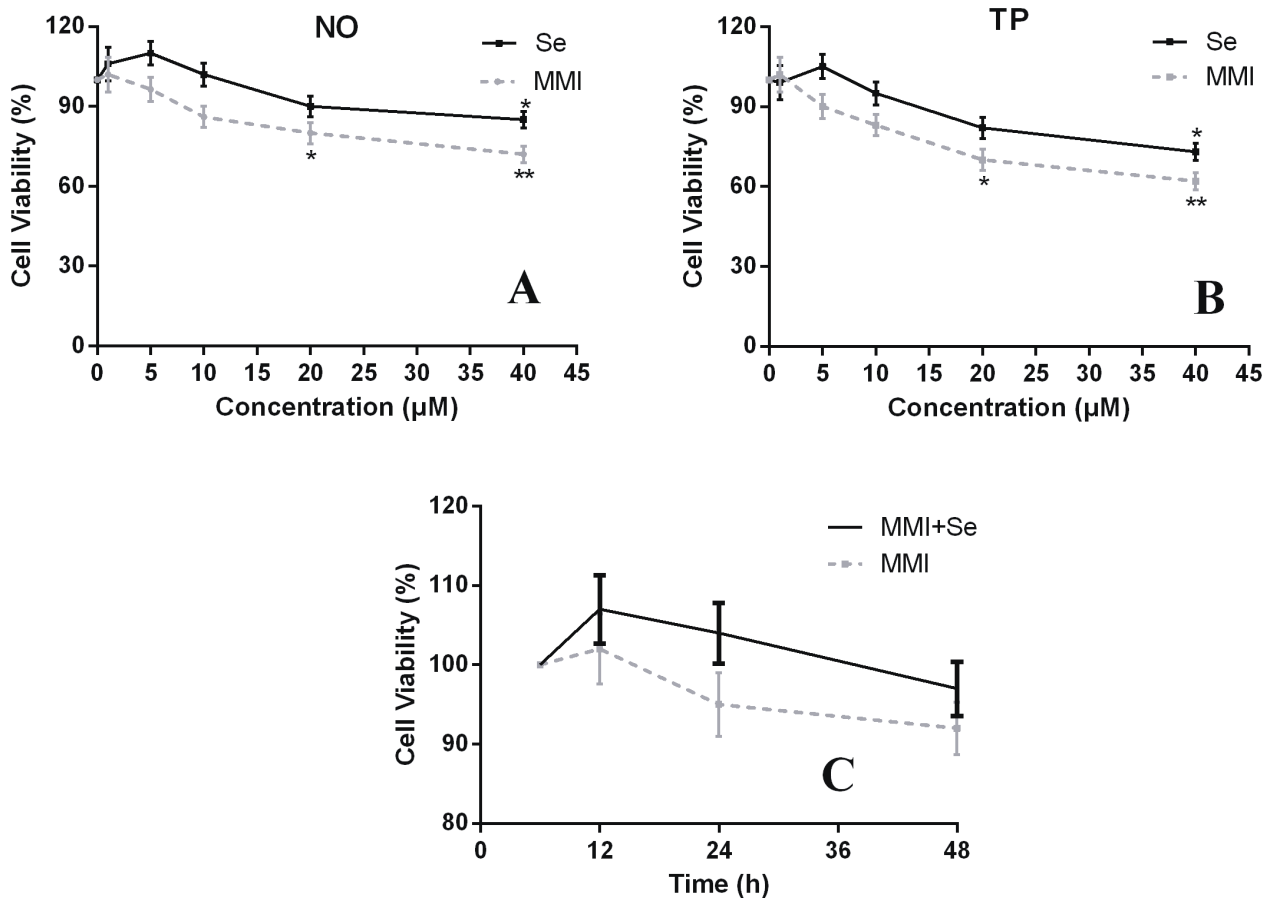 NO
Se
MMI
120
90
60
30
0
Cell Viability (%)
*
*
**
A
0 5 10 15 20 25 30 35 40 45
Concentration (µM)
TP
Se
MMI
120
90
60
30
0
Cell Viability (%)
*
*
**
B
0 5 10 15 20 25 30 35 40 45
Concentration (µM)
MMI+Se
MMI
120
110
100
90
80
Cell Viability (%)
C
0 12 24 36 48
Time (h)